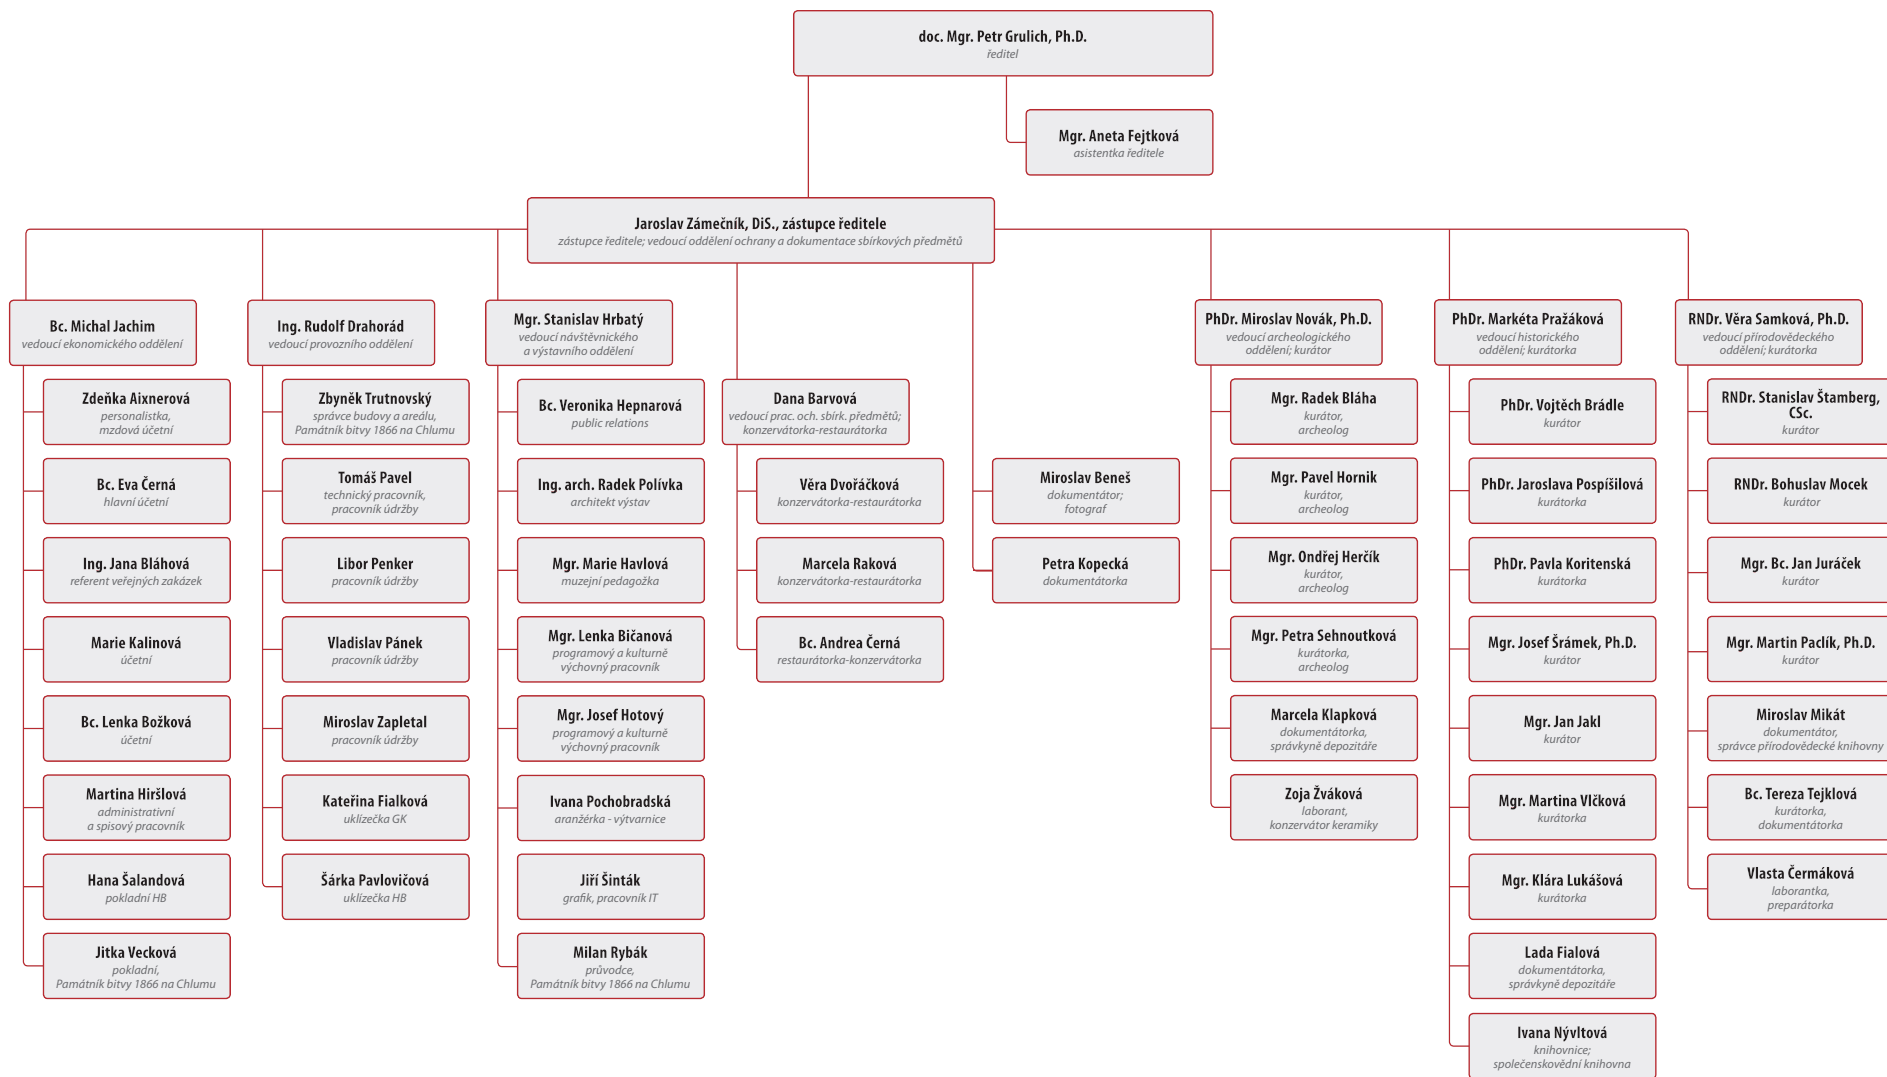 doc. Mgr. Petr Grulich, Ph.D.
ředitel
Mgr. Aneta Fejtková
asistentka ředitele
Jaroslav Zámečník, DiS., zástupce ředitele
zástupce ředitele; vedoucí oddělení ochrany a dokumentace sbírkových předmětů
Bc. Michal Jachim
vedoucí ekonomického oddělení
Zdeňka Aixnerová
personalistka,
mzdová účetní
Bc. Eva Černá
hlavní účetní
Ing. Jana Bláhová
referent veřejných zakázek
Marie Kalinová
účetní
Bc. Lenka Božková
účetní
Martina Hiršlová
administrativní
a spisový pracovník
Hana Šalandová
pokladní HB
Jitka Vecková
pokladní,
Památník bitvy 1866 na Chlumu
Ing. Rudolf Drahorád
vedoucí provozního oddělení
Zbyněk Trutnovský
správce budovy a areálu,
Památník bitvy 1866 na Chlumu
Tomáš Pavel
technický pracovník,
pracovník údržby
Libor Penker
pracovník údržby
Vladislav Pánek
pracovník údržby
Miroslav Zapletal
pracovník údržby
Kateřina Fialková
uklízečka GK
Šárka Pavlovičová
uklízečka HB
Mgr. Stanislav Hrbatý
vedoucí návštěvnického
a výstavního oddělení
Bc. Veronika Hepnarová
public relations
Ing. arch. Radek Polívka
architekt výstav
Mgr. Marie Havlová
muzejní pedagožka
Mgr. Lenka Bičanová
programový a kulturně
výchovný pracovník
Mgr. Josef Hotový
programový a kulturně
výchovný pracovník
Ivana Pochobradská
aranžérka - výtvarnice
Jiří Šinták
grafik, pracovník IT
Milan Rybák
průvodce,
Památník bitvy 1866 na Chlumu
Dana Barvová
vedoucí prac. och. sbírk. předmětů;
konzervátorka-restaurátorka
Věra Dvořáčková
konzervátorka-restaurátorka
Marcela Raková
konzervátorka-restaurátorka
Bc. Andrea Černá
restaurátorka-konzervátorka
Miroslav Beneš
dokumentátor;
fotograf
Petra Kopecká
dokumentátorka
PhDr. Miroslav Novák, Ph.D.
vedoucí archeologického
oddělení; kurátor
Mgr. Radek Bláha
kurátor,
archeolog
Mgr. Pavel Horník
kurátor,
archeolog
Mgr. Ondřej Herčík
kurátor,
archeolog
Mgr. Petra Sehnoutková
kurátorka,
archeolog
Marcela Klapková
dokumentátorka,
správkyně depozitáře
Zoja Žváková
laborant,
konzervátor keramiky
PhDr. Markéta Pražáková
vedoucí historického
oddělení; kurátorka
PhDr. Vojtěch Brádle
kurátor
PhDr. Jaroslava Pospíšilová
kurátorka
PhDr. Pavla Koritenská
kurátorka
Mgr. Josef Šrámek, Ph.D.
kurátor
Mgr. Jan Jakl
kurátor
Mgr. Martina Vlčková
kurátorka
Mgr. Klára Lukášová
kurátorka
Lada Fialová
dokumentátorka,
správkyně depozitáře
Ivana Nývltová
knihovnice;
společenskovědní knihovna
RNDr. Věra Samková, Ph.D.
vedoucí přírodovědeckého
oddělení; kurátorka
RNDr. Stanislav Štamberg,
CSc.
kurátor
RNDr. Bohuslav Mocek
kurátor
Mgr. Bc. Jan Juráček
kurátor
Mgr. Martin Paclík, Ph.D.
kurátor
Miroslav Mikát
dokumentátor,
správce přírodovědecké knihovny
Bc. Tereza Tejklová
kurátorka,
dokumentátorka
Vlasta Čermáková
laborantka,
preparátorka